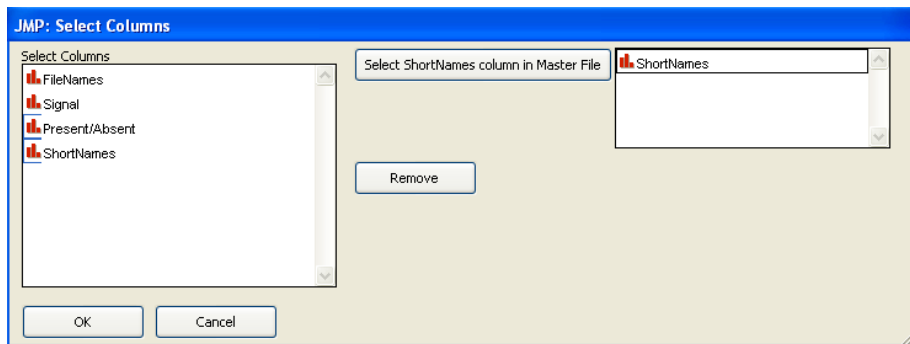 JMP: Select Columns
Select Columns
FileNames
Signal
Present/Absent
ShortNames
Select ShortNames column in Master File
ShortNames
Remove
OK
Cancel